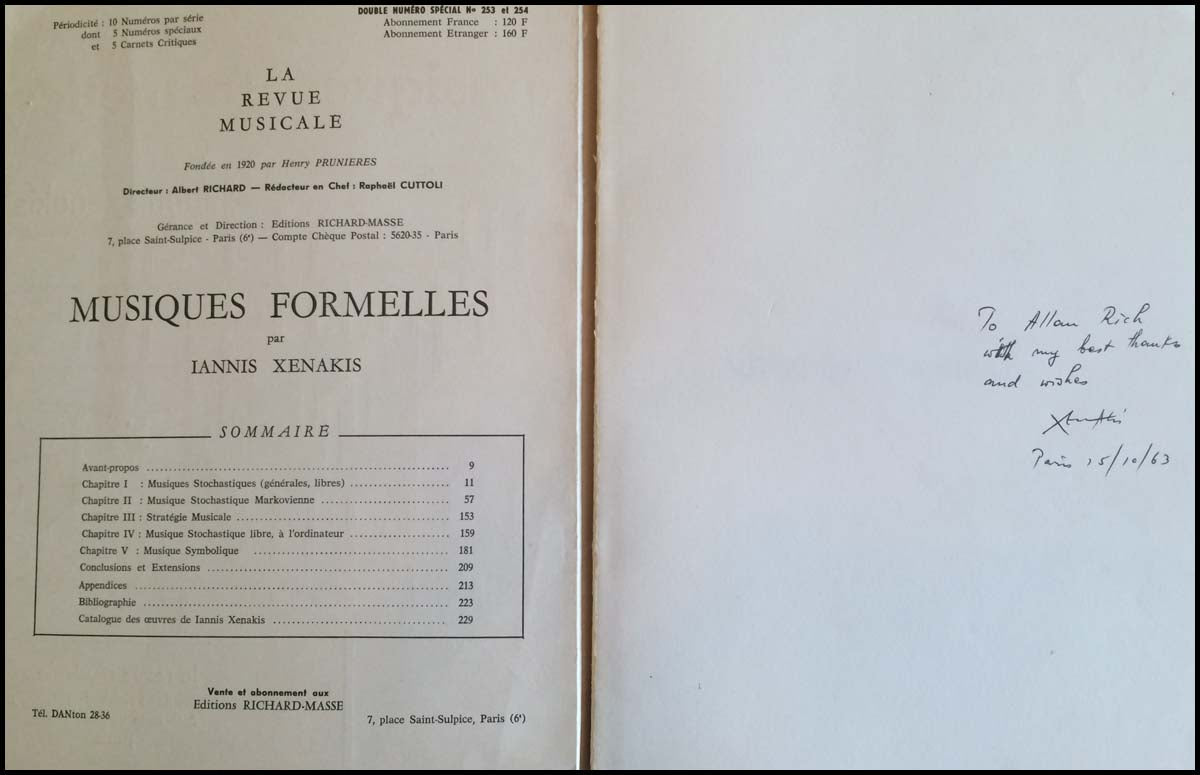 Périodicité : 10 Numéros par série
dont 5 Numéros spéciaux
et 5 Carnets Critiques
DOUBLE NUMÉRO SPÉCIAL Nº 253 et 254
Abonnement France : 120 F
Abonnement Etranger : 160 F
LA
REVUE
MUSICALE
Fondée en 1920 par Henry PRUNIERES
Directeur : Albert RICHARD — Rédacteur en Chef : Raphaël CUTTOLI
Gérance et Direction : Editions RICHARD-MASSE
7, place Saint-Sulpice - Paris (6ᵉ) — Compte Chèque Postal : 5620-35 - Paris
MUSIQUES FORMELLES
par
IANNIS XENAKIS
SOMMAIRE
Avant-propos ........ 9
Chapitre I : Musiques Stochastiques (générales, libres) ........ 11
Chapitre II : Musique Stochastique Markovienne ........ 57
Chapitre III : Stratégie Musicale ........ 153
Chapitre IV : Musique Stochastique libre, à l'ordinateur ........ 159
Chapitre V : Musique Symbolique ........ 181
Conclusions et Extensions ........ 209
Appendices ........ 213
Bibliographie ........ 223
Catalogue des œuvres de Iannis Xenakis ........ 229
Vente et abonnement aux
Editions RICHARD-MASSE
Tél. DANton 28-36
7, place Saint-Sulpice, Paris (6ᵉ)
To Allan Rich
with my best thanks
and wishes
Xenakis
Paris 15/10/63